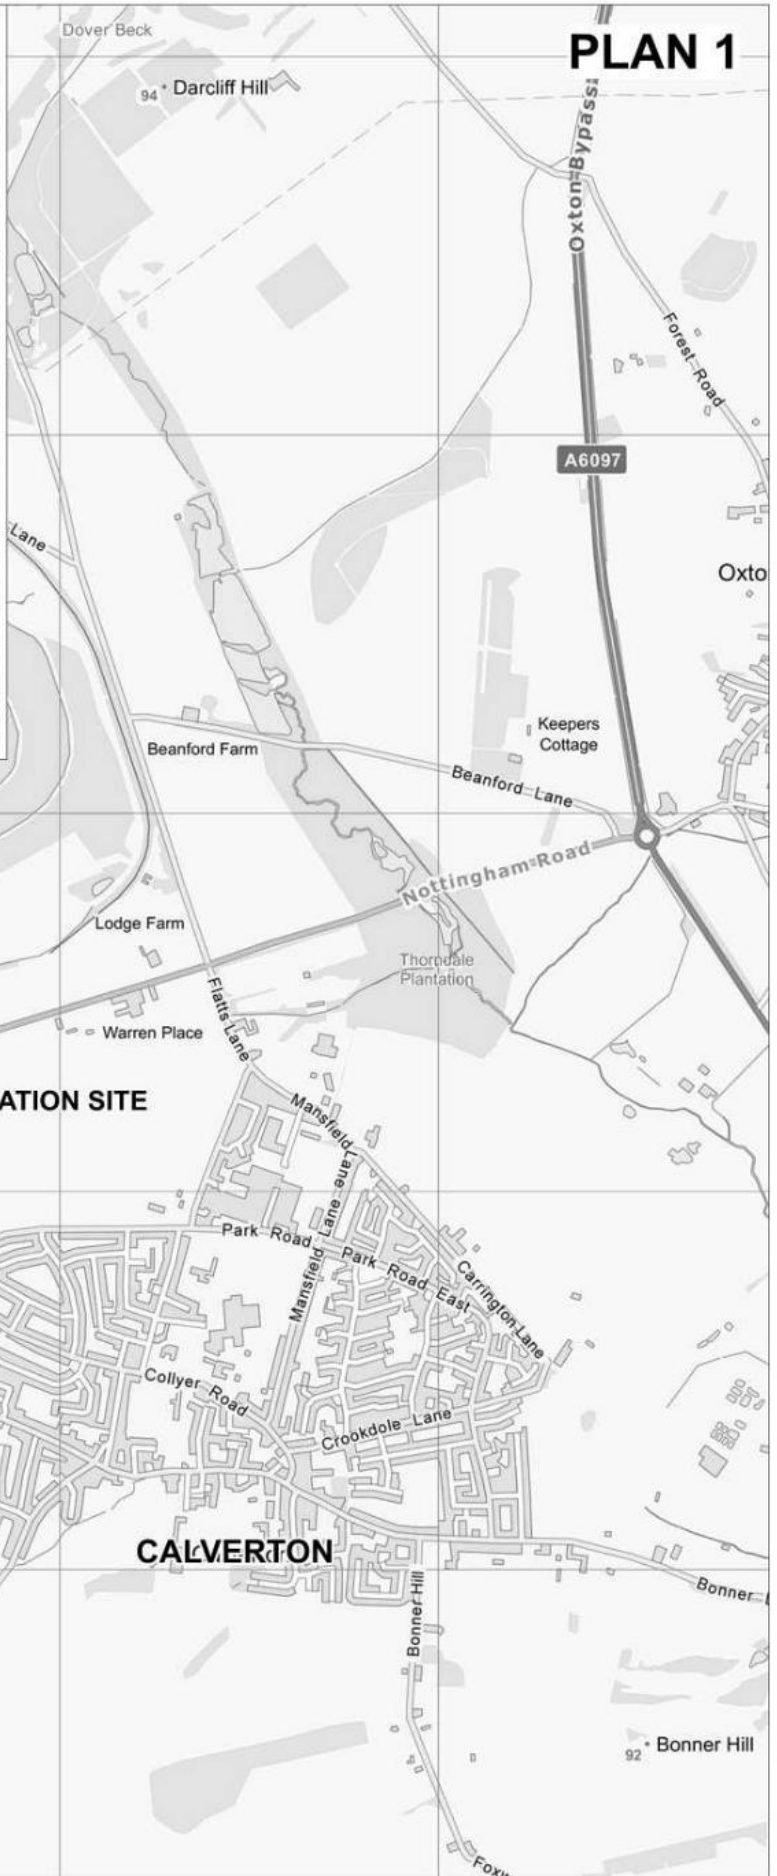 Dover Beck
PLAN 1
94 Darcliff Hill
Oxton Bypass
Forest Road
A6097
Lane
Oxto
Keepers
Cottage
Beanford Farm
Beanford Lane
Nottingham Road
Lodge Farm
Thorndale
Plantation
Flatts Lane
Warren Place
ATION SITE
Mansfield Lane
Mansfield Lane
Park Road
Park Road East
Carrington Lane
Collyer Road
Crookdole Lane
CALVERTON
Bonner Hill
Bonner L
92 Bonner Hill
Foxw